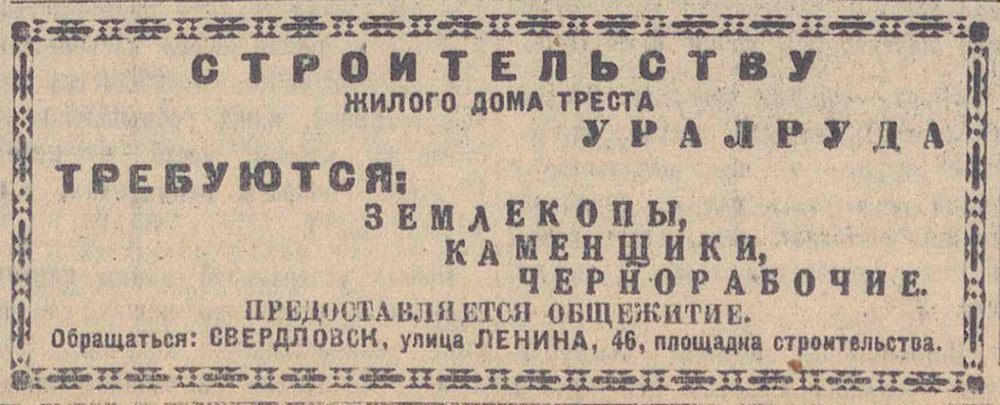 СТРОИТЕЛЬСТВУ
ЖИЛОГО ДОМА ТРЕСТА
УРАЛРУДА
ТРЕБУЮТСЯ:
ЗЕМЛЕКОПЫ,
КАМЕНЩИКИ,
ЧЕРНОРАБОЧИЕ.
ПРЕДОСТАВЛЯЕТСЯ ОБЩЕЖИТИЕ.
Обращаться: СВЕРДЛОВСК, улица ЛЕНИНА, 46, площадка строительства.